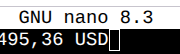 GNU nano 8.3
495,36 USD